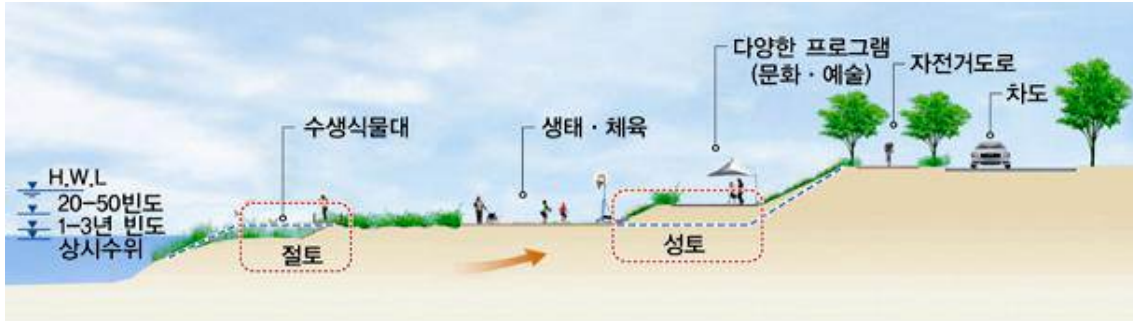 다양한 프로그램
(문화·예술)
자전거도로
차도
수생식물대
생태·체육
H.W.L
20-50빈도
1-3년 빈도
상시수위
절토
성토